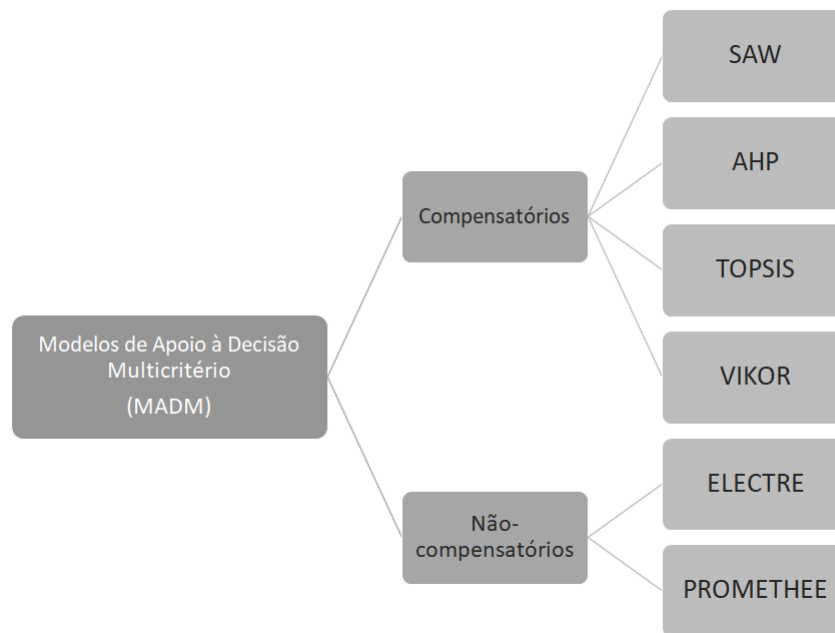 Modelos de Apoio à Decisão
Multicritério
(MADM)
Compensatórios
SAW
AHP
TOPSIS
VIKOR
Não-
compensatórios
ELECTRE
PROMETHEE